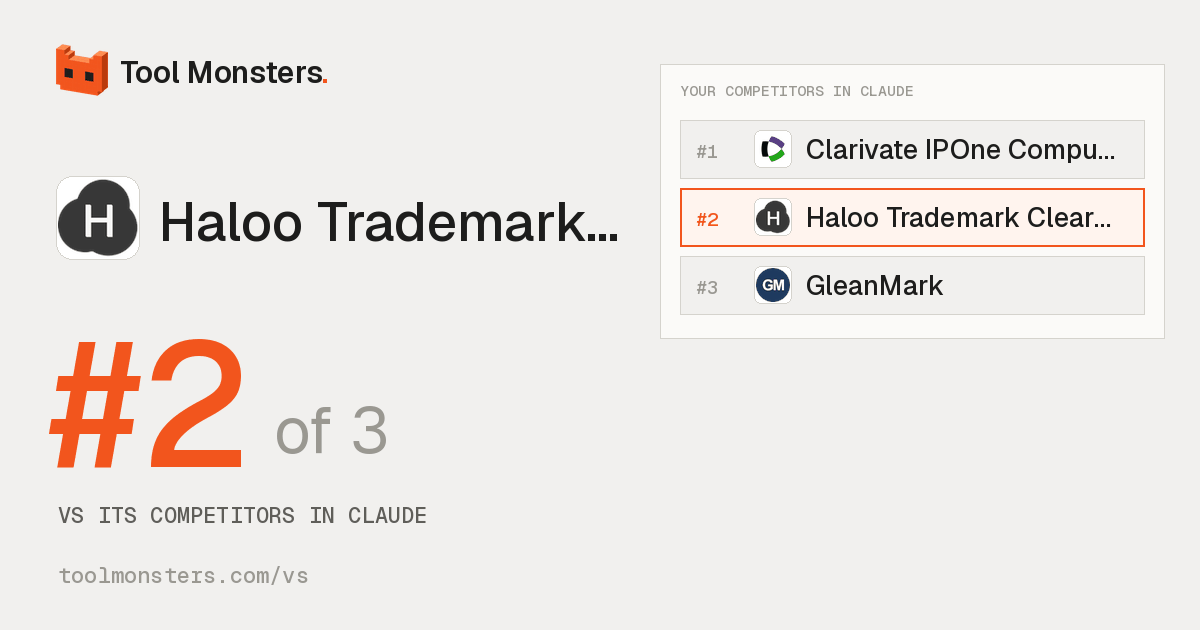 Tool Monsters.
H
Haloo Trademark...
#2 of 3
VS ITS COMPETITORS IN CLAUDE
toolmonsters.com/vs
YOUR COMPETITORS IN CLAUDE
#1 Clarivate IPOne Compu...
#2 H Haloo Trademark Clear...
#3 GM GleanMark